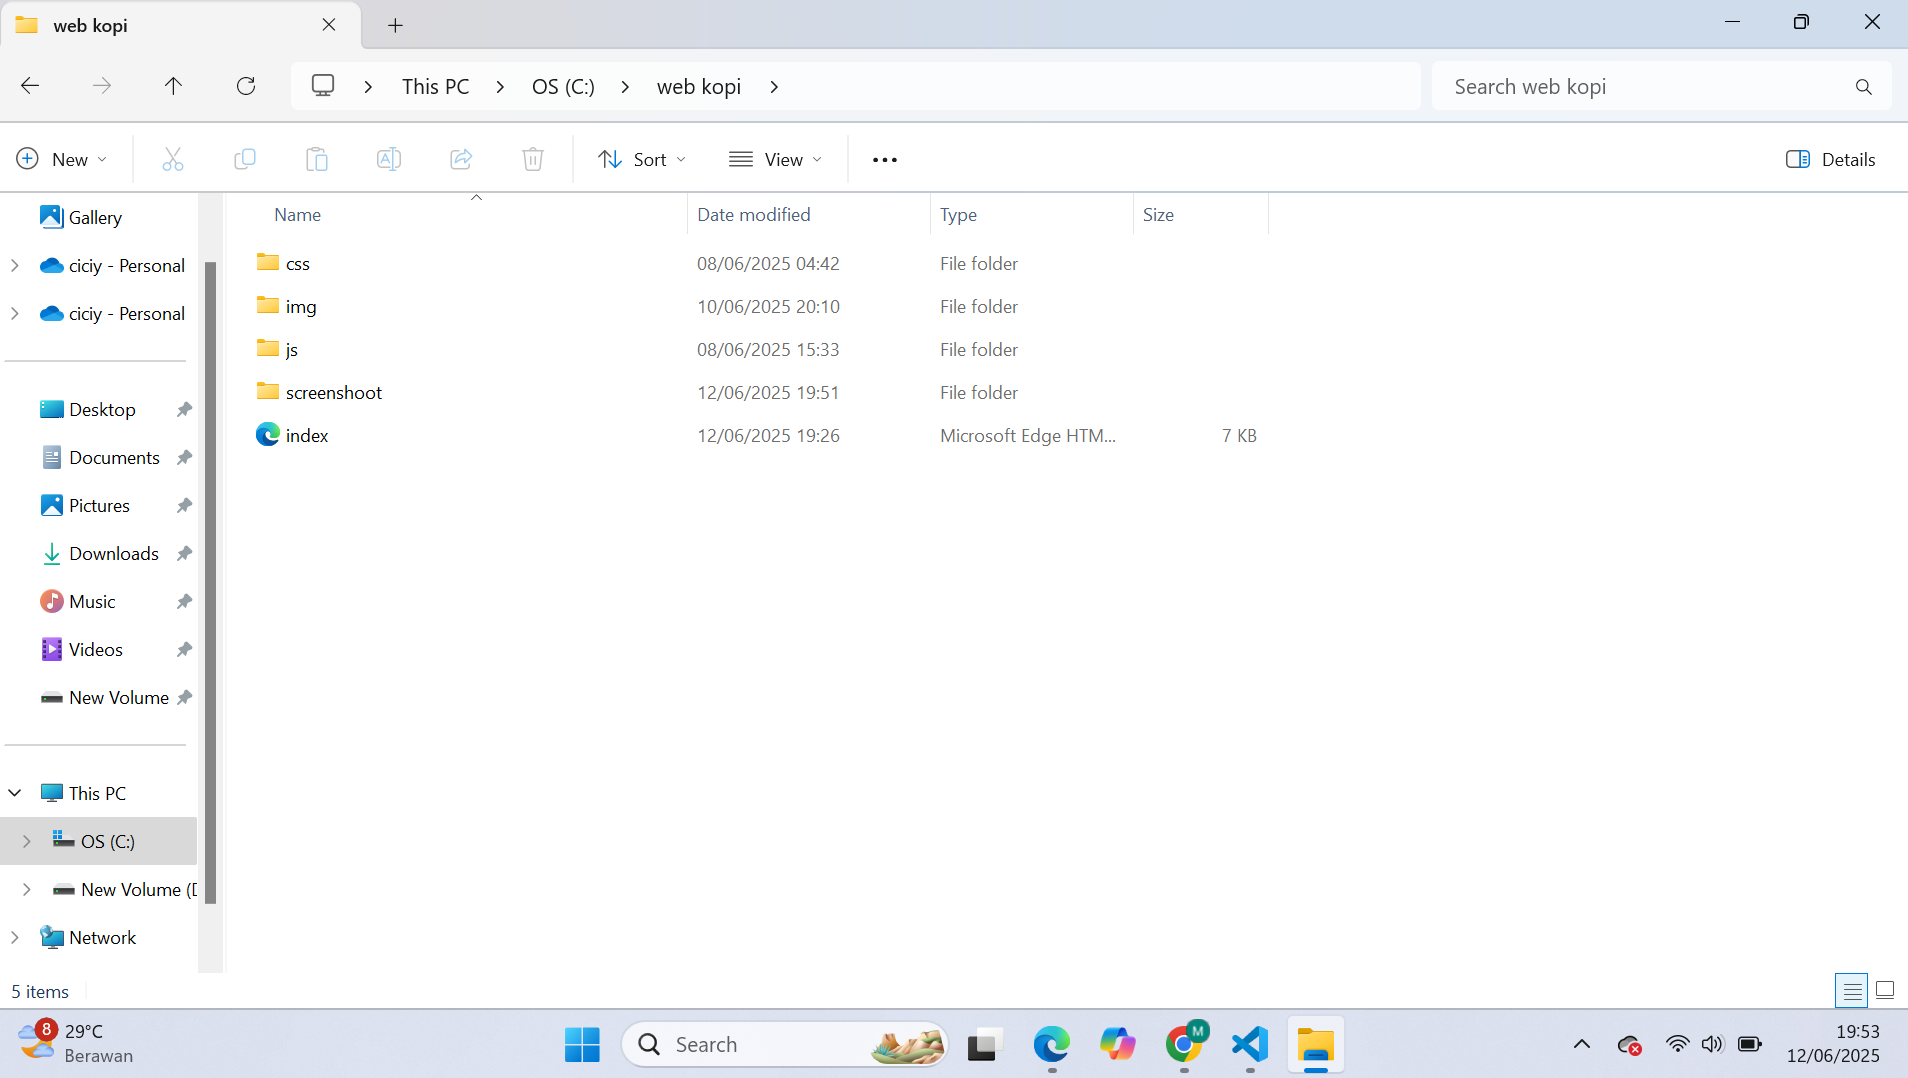 web kopi
This PC
OS (C:)
web kopi
Search web kopi
New
Sort
View
Details
Gallery
ciciy - Personal
ciciy - Personal
Desktop
Documents
Pictures
Downloads
Music
Videos
New Volume
This PC
OS (C:)
New Volume (D
Network
Name Date modified Type Size
css 08/06/2025 04:42 File folder
img 10/06/2025 20:10 File folder
js 08/06/2025 15:33 File folder
screenshoot 12/06/2025 19:51 File folder
index 12/06/2025 19:26 Microsoft Edge HTM... 7 KB
5 items
8
29°C
Berawan
Search
M
19:53
12/06/2025